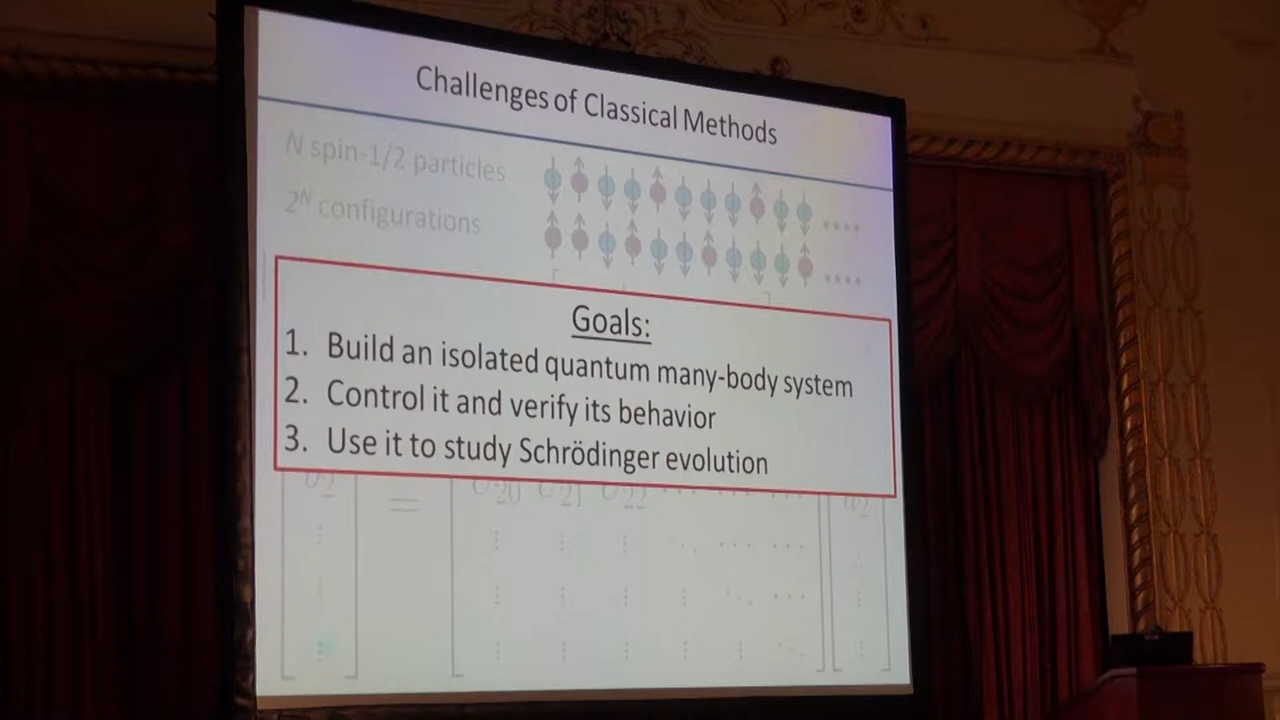 Challenges of Classical Methods
N spin-1/2 particles
2^N configurations
Goals:
1. Build an isolated quantum many-body system
2. Control it and verify its behavior
3. Use it to study Schrödinger evolution
=